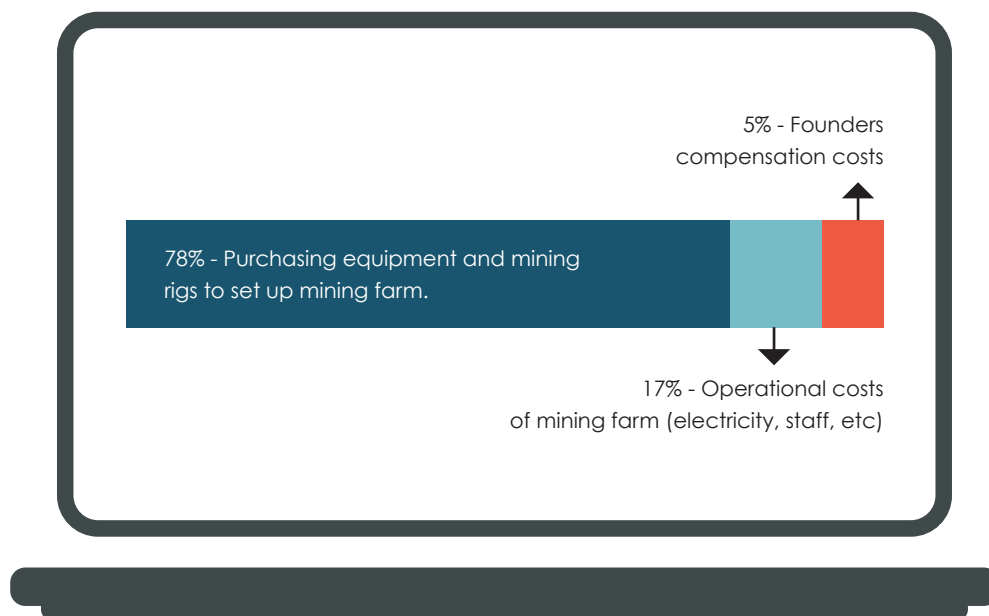 5% - Founders
compensation costs
78% - Purchasing equipment and mining
rigs to set up mining farm.
17% - Operational costs
of mining farm (electricity, staff, etc)